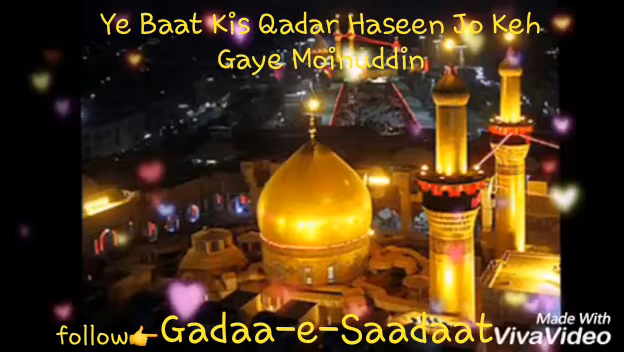 Ye Baat Kis Qadar Haseen Jo Keh
Gaye Moinuddin
follow👉Gadaa-e-Saadaat
Made With
VivaVideo